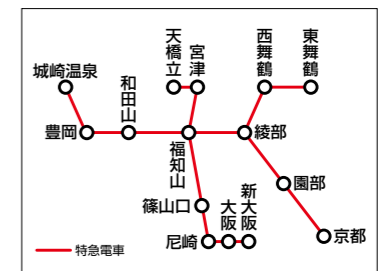 天橋立
宮津
西舞鶴
東舞鶴
城崎温泉
和田山
豊岡
福知山
綾部
園部
篠山口
新大阪
大阪
尼崎
京都
特急電車